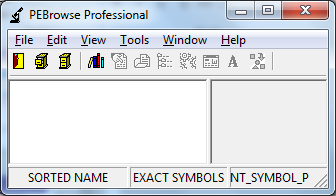 PEBrowse Professional
File Edit View Tools Window Help
A
SORTED NAME EXACT SYMBOLS NT_SYMBOL_P